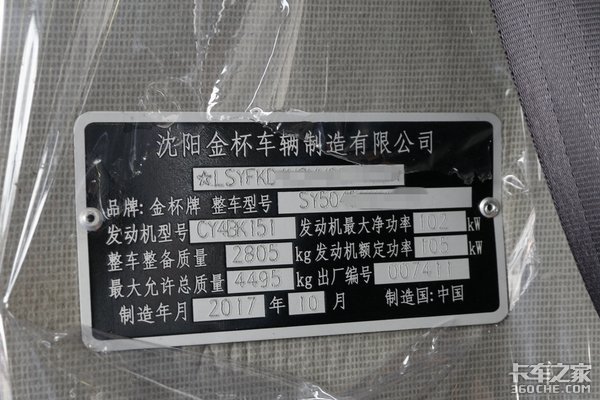 沈阳金杯车辆制造有限公司
☆LSYFKD
品牌: 金杯牌 整车型号 SY504
发动机型号 CY4BK151 发动机最大净功率 102 kW
整车整备质量 2805 kg 发动机额定功率 105 kW
最大允许总质量 4495 kg 出厂编号 007411
制造年月 2017 年 10 月 制造国: 中国
卡车之家
360che.com